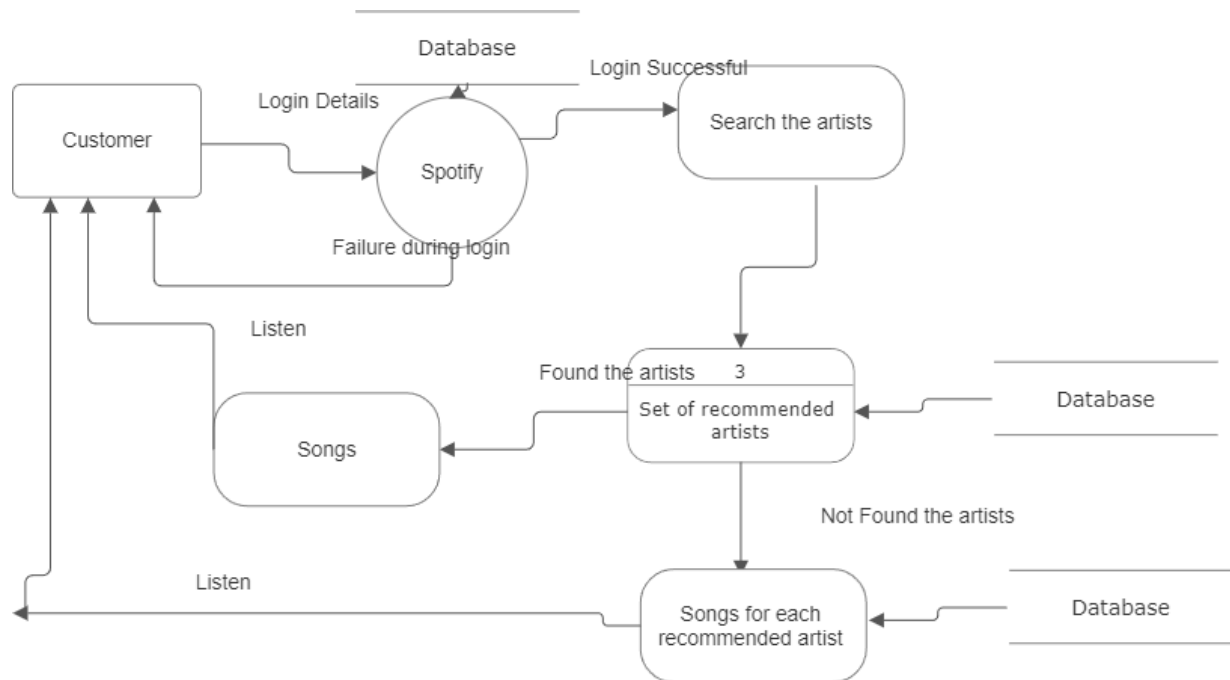 Database
Login Successful
Login Details
Search the artists
Customer
Spotify
Failure during login
Listen
Found the artists
3
Set of recommended
artists
Database
Songs
Not Found the artists
Listen
Songs for each
recommended artist
Database